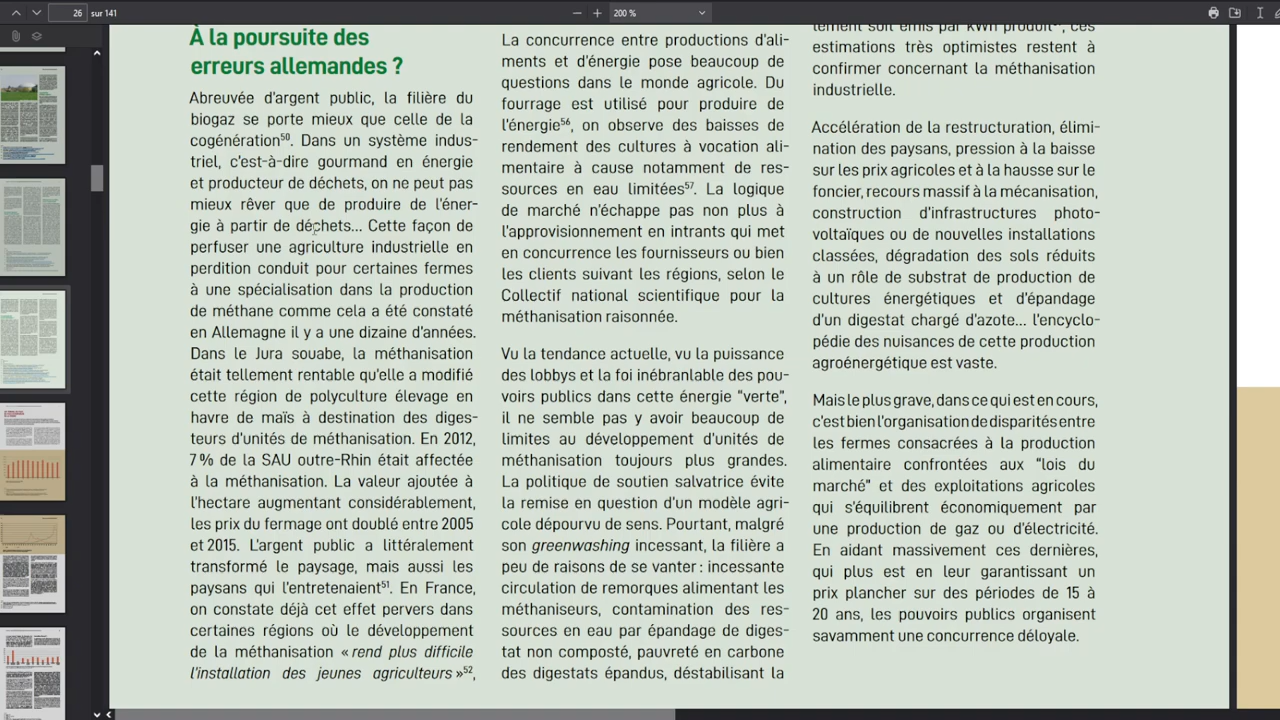 26
sur 141
200 %
À la poursuite des
erreurs allemandes ?
Abreuvée d'argent public, la filière du
biogaz se porte mieux que celle de la
cogénération50. Dans un système indus-
triel, c'est-à-dire gourmand en énergie
et producteur de déchets, on ne peut pas
mieux rêver que de produire de l'éner-
gie à partir de déchets... Cette façon de
perfuser une agriculture industrielle en
perdition conduit pour certaines fermes
à une spécialisation dans la production
de méthane comme cela a été constaté
en Allemagne il y a une dizaine d'années.
Dans le Jura souabe, la méthanisation
était tellement rentable qu'elle a modifié
cette région de polyculture élevage en
havre de maïs à destination des diges-
teurs d'unités de méthanisation. En 2012,
7 % de la SAU outre-Rhin était affectée
à la méthanisation. La valeur ajoutée à
l'hectare augmentant considérablement,
les prix du fermage ont doublé entre 2005
et 2015. L'argent public a littéralement
transformé le paysage, mais aussi les
paysans qui l'entretenaient51. En France,
on constate déjà cet effet pervers dans
certaines régions où le développement
de la méthanisation « rend plus difficile
l'installation des jeunes agriculteurs »52,
La concurrence entre productions d'ali-
ments et d'énergie pose beaucoup de
questions dans le monde agricole. Du
fourrage est utilisé pour produire de
l'énergie56, on observe des baisses de
rendement des cultures à vocation ali-
mentaire à cause notamment de res-
sources en eau limitées57. La logique
de marché n'échappe pas non plus à
l'approvisionnement en intrants qui met
en concurrence les fournisseurs ou bien
les clients suivant les régions, selon le
Collectif national scientifique pour la
méthanisation raisonnée.
Vu la tendance actuelle, vu la puissance
des lobbys et la foi inébranlable des pou-
voirs publics dans cette énergie "verte",
il ne semble pas y avoir beaucoup de
limites au développement d'unités de
méthanisation toujours plus grandes.
La politique de soutien salvatrice évite
la remise en question d'un modèle agri-
cole dépourvu de sens. Pourtant, malgré
son greenwashing incessant, la filière a
peu de raisons de se vanter : incessante
circulation de remorques alimentant les
méthaniseurs, contamination des res-
sources en eau par épandage de diges-
tat non composté, pauvreté en carbone
des digestats épandus, déstabilisant la
tement soit émis par kWh produit, ces
estimations très optimistes restent à
confirmer concernant la méthanisation
industrielle.
Accélération de la restructuration, élimi-
nation des paysans, pression à la baisse
sur les prix agricoles et à la hausse sur le
foncier, recours massif à la mécanisation,
construction d'infrastructures photo-
voltaïques ou de nouvelles installations
classées, dégradation des sols réduits
à un rôle de substrat de production de
cultures énergétiques et d'épandage
d'un digestat chargé d'azote... l'encyclo-
pédie des nuisances de cette production
agroénergétique est vaste.
Mais le plus grave, dans ce qui est en cours,
c'est bien l'organisation de disparités entre
les fermes consacrées à la production
alimentaire confrontées aux "lois du
marché" et des exploitations agricoles
qui s'équilibrent économiquement par
une production de gaz ou d'électricité.
En aidant massivement ces dernières,
qui plus est en leur garantissant un
prix plancher sur des périodes de 15 à
20 ans, les pouvoirs publics organisent
savamment une concurrence déloyale.